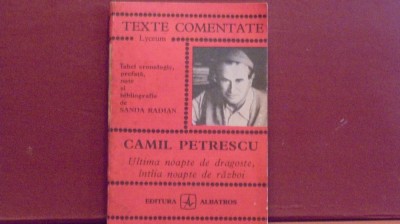 TEXTE COMENTATE
Lyceum
Tabel cronologic,
prefață,
note
și
bibliografie
de
SANDA RADIAN
CAMIL PETRESCU
Ultima noapte de dragoste,
întîia noapte de război
EDITURA
ALBATROS